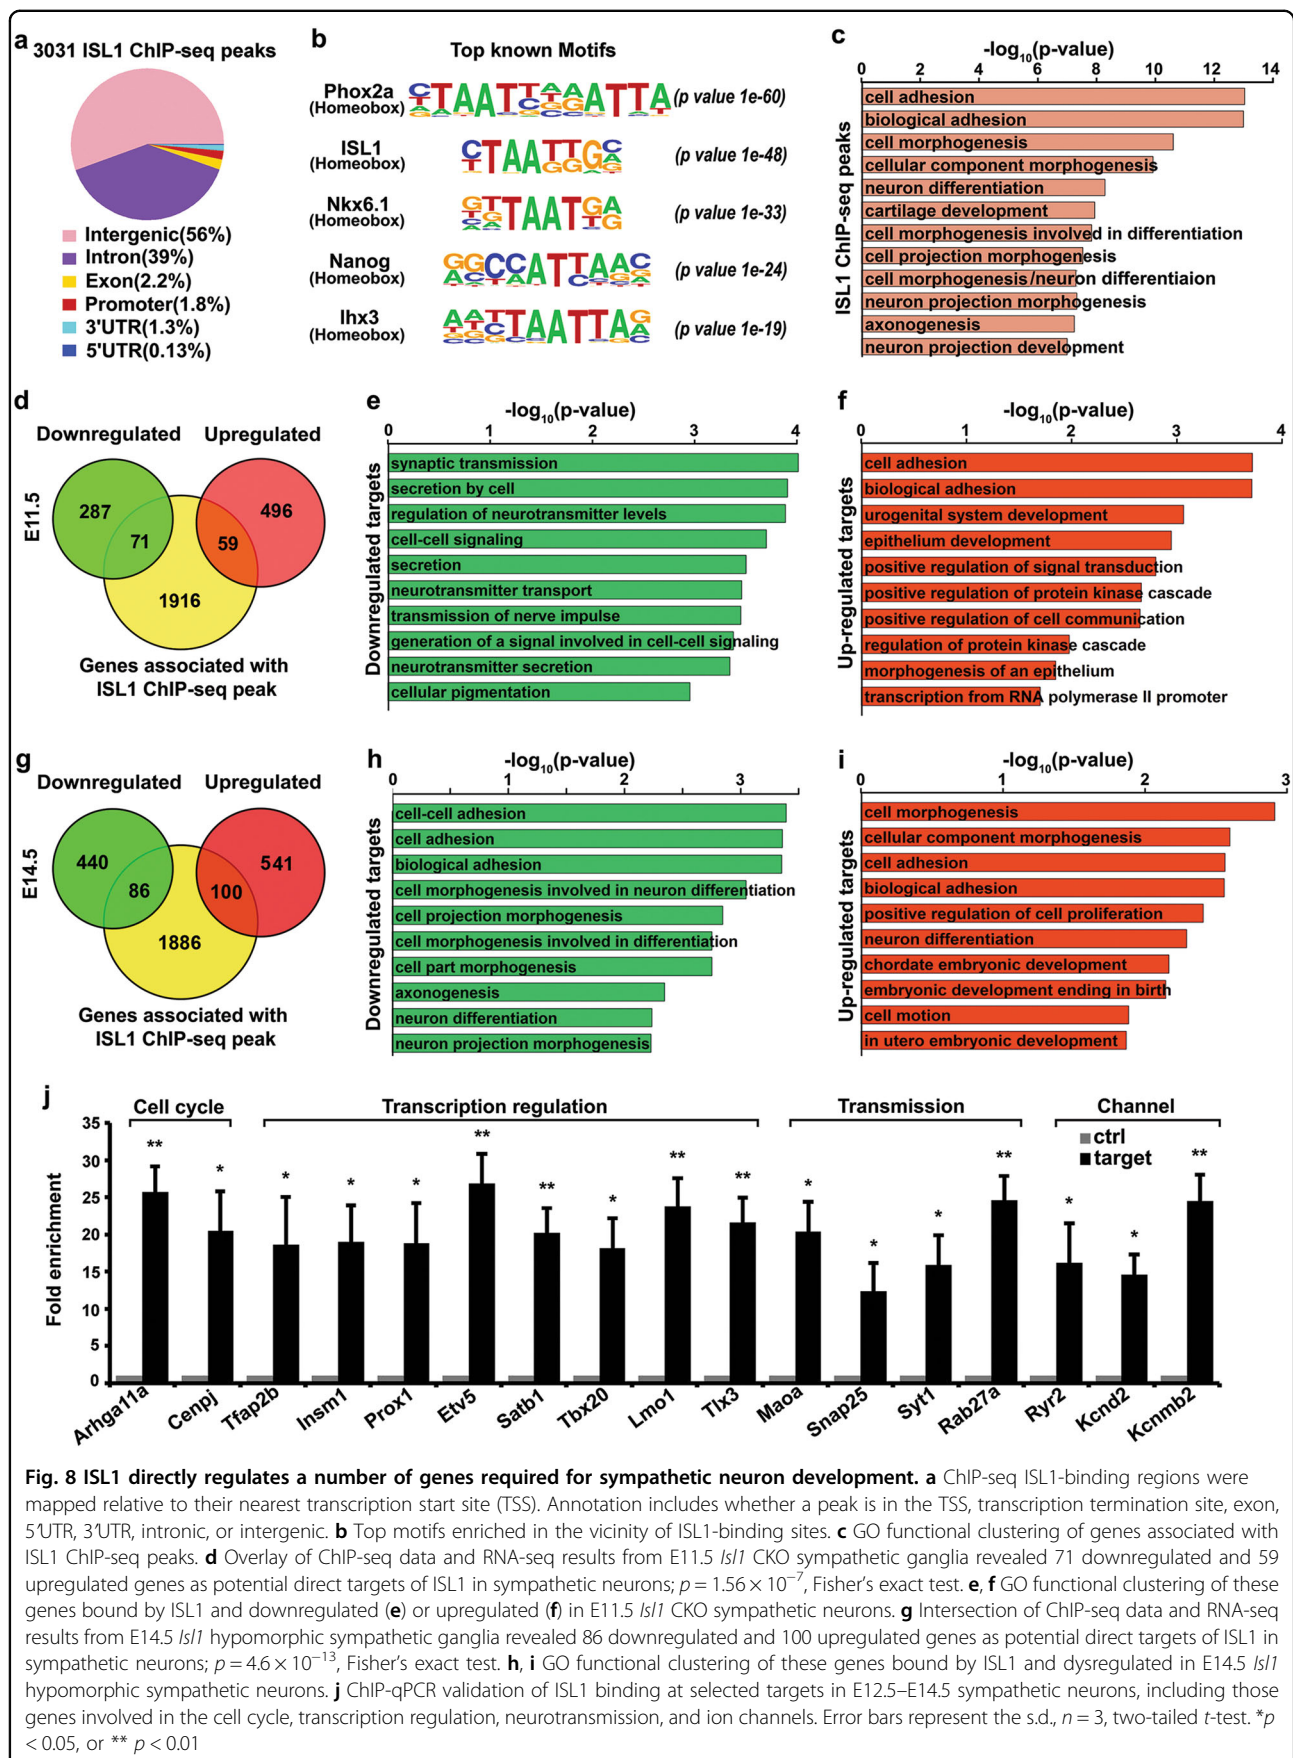 a
3031 ISL1 ChIP-seq peaks
Intergenic(56%)
Intron(39%)
Exon(2.2%)
Promoter(1.8%)
3'UTR(1.3%)
5'UTR(0.13%)
b
Top known Motifs
Phox2a
(Homeobox)
(p value 1e-60)
ISL1
(Homeobox)
(p value 1e-48)
Nkx6.1
(Homeobox)
(p value 1e-33)
Nanog
(Homeobox)
(p value 1e-24)
lhx3
(Homeobox)
(p value 1e-19)
c
-log10(p-value)
0 2 4 6 8 10 12 14
ISL1 ChIP-seq peaks
cell adhesion
biological adhesion
cell morphogenesis
cellular component morphogenesis
neuron differentiation
cartilage development
cell morphogenesis involved in differentiation
cell projection morphogenesis
cell morphogenesis/neuron differentiaion
neuron projection morphogenesis
axonogenesis
neuron projection development
d
Downregulated Upregulated
E11.5
287
71
59
496
1916
Genes associated with
ISL1 ChIP-seq peak
e
-log10(p-value)
0 1 2 3 4
Downregulated targets
synaptic transmission
secretion by cell
regulation of neurotransmitter levels
cell-cell signaling
secretion
neurotransmitter transport
transmission of nerve impulse
generation of a signal involved in cell-cell signaling
neurotransmitter secretion
cellular pigmentation
f
-log10(p-value)
0 1 2 3 4
Up-regulated targets
cell adhesion
biological adhesion
urogenital system development
epithelium development
positive regulation of signal transduction
positive regulation of protein kinase cascade
positive regulation of cell communication
regulation of protein kinase cascade
morphogenesis of an epithelium
transcription from RNA polymerase II promoter
g
Downregulated Upregulated
E14.5
440
86
100
541
1886
Genes associated with
ISL1 ChIP-seq peak
h
-log10(p-value)
0 1 2 3
Downregulated targets
cell-cell adhesion
cell adhesion
biological adhesion
cell morphogenesis involved in neuron differentiation
cell projection morphogenesis
cell morphogenesis involved in differentiation
cell part morphogenesis
axonogenesis
neuron differentiation
neuron projection morphogenesis
i
-log10(p-value)
0 1 2 3
Up-regulated targets
cell morphogenesis
cellular component morphogenesis
cell adhesion
biological adhesion
positive regulation of cell proliferation
neuron differentiation
chordate embryonic development
embryonic development ending in birth
cell motion
in utero embryonic development
j
Cell cycle Transcription regulation Transmission Channel
ctrl
target
Fold enrichment
35
30
25
20
15
10
5
0
** * * * * ** ** * ** ** * * * ** * * **
Arhga11a Cenpj Tfap2b Insm1 Prox1 Etv5 Satb1 Tbx20 Lmo1 Tlx3 Maoa Snap25 Syt1 Rab27a Ryr2 Kcnd2 Kcnmb2
Fig. 8 ISL1 directly regulates a number of genes required for sympathetic neuron development. a ChIP-seq ISL1-binding regions were
mapped relative to their nearest transcription start site (TSS). Annotation includes whether a peak is in the TSS, transcription termination site, exon,
5′UTR, 3′UTR, intronic, or intergenic. b Top motifs enriched in the vicinity of ISL1-binding sites. c GO functional clustering of genes associated with
ISL1 ChIP-seq peaks. d Overlay of ChIP-seq data and RNA-seq results from E11.5 Isl1 CKO sympathetic ganglia revealed 71 downregulated and 59
upregulated genes as potential direct targets of ISL1 in sympathetic neurons; p = 1.56 × 10⁻⁷, Fisher's exact test. e, f GO functional clustering of these
genes bound by ISL1 and downregulated (e) or upregulated (f) in E11.5 Isl1 CKO sympathetic neurons. g Intersection of ChIP-seq data and RNA-seq
results from E14.5 Isl1 hypomorphic sympathetic ganglia revealed 86 downregulated and 100 upregulated genes as potential direct targets of ISL1 in
sympathetic neurons; p = 4.6 × 10⁻¹³, Fisher's exact test. h, i GO functional clustering of these genes bound by ISL1 and dysregulated in E14.5 Isl1
hypomorphic sympathetic neurons. j ChIP-qPCR validation of ISL1 binding at selected targets in E12.5–E14.5 sympathetic neurons, including those
genes involved in the cell cycle, transcription regulation, neurotransmission, and ion channels. Error bars represent the s.d., n = 3, two-tailed t-test. *p
< 0.05, or ** p < 0.01